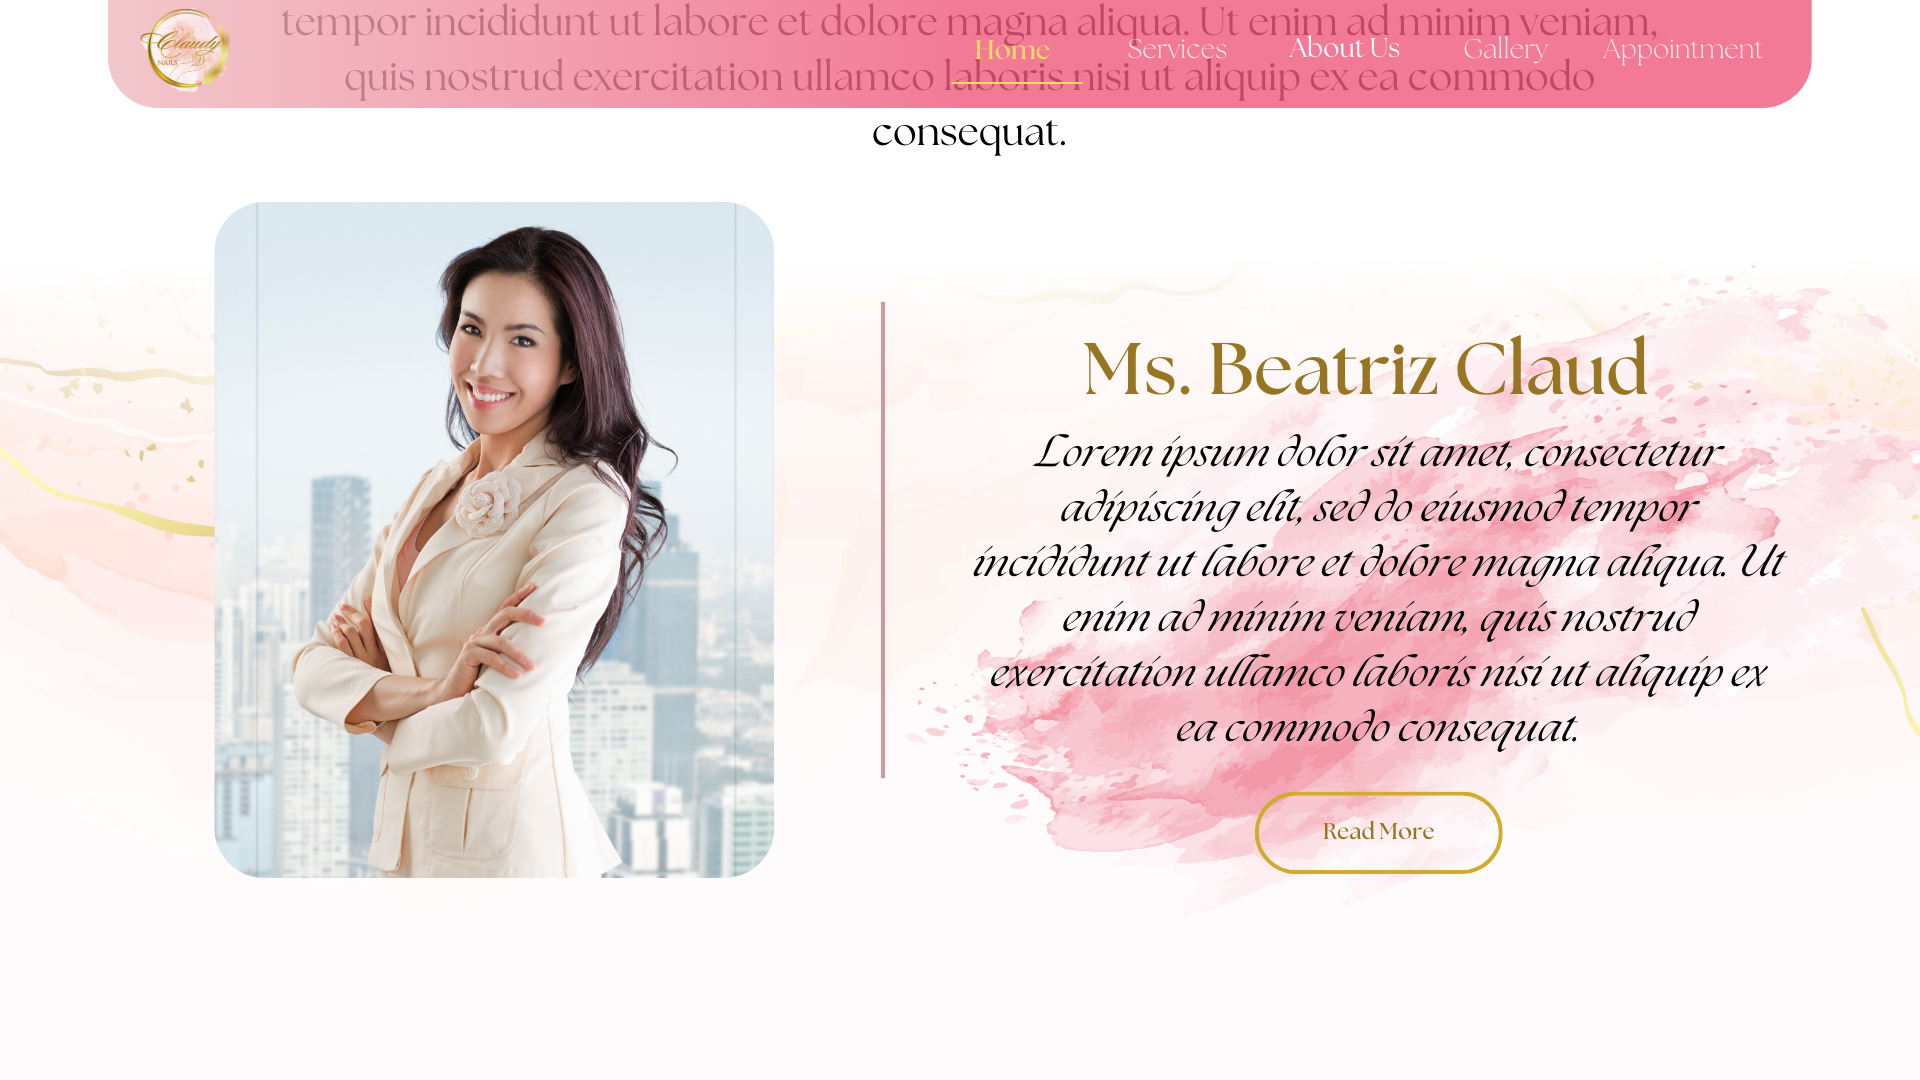 tempor incididunt ut labore et dolore magna aliqua. Ut enim ad minim veniam,
Claudy
NAILS
Home
Services
About Us
Gallery
Appointment
quis nostrud exercitation ullamco laboris nisi ut aliquip ex ea commodo
consequat.
Ms. Beatriz Claud
Lorem ipsum dolor sit amet, consectetur
adipiscing elit, sed do eiusmod tempor
incididunt ut labore et dolore magna aliqua. Ut
enim ad minim veniam, quis nostrud
exercitation ullamco laboris nisi ut aliquip ex
ea commodo consequat.
Read More